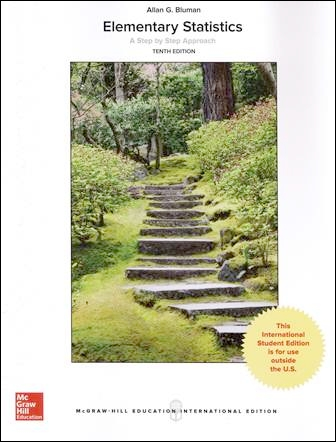 Allan G. Bluman
Elementary Statistics
A Step by Step Approach
TENTH EDITION
This
International
Student Edition
is for use
outside
the U.S.
Mc
Graw
Hill
Education
McGRAW-HILL EDUCATION INTERNATIONAL EDITION